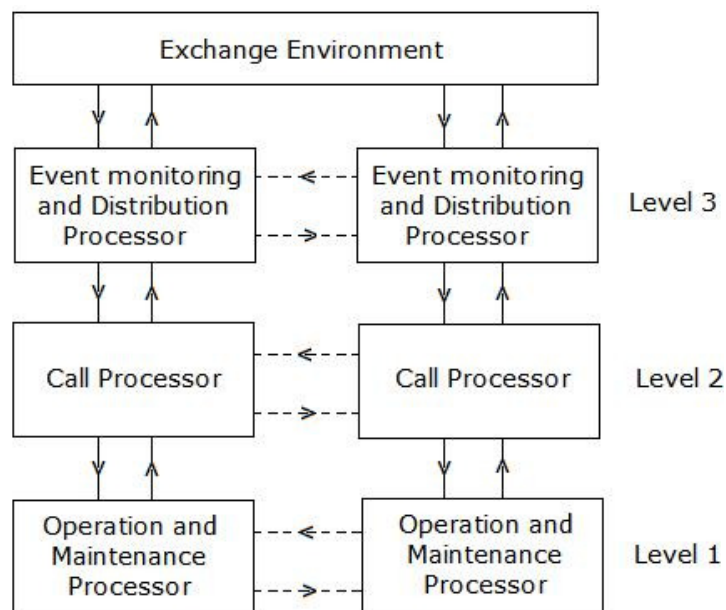 Exchange Environment
Event monitoring
and Distribution
Processor
Event monitoring
and Distribution
Processor
Level 3
Call Processor
Call Processor
Level 2
Operation and
Maintenance
Processor
Operation and
Maintenance
Processor
Level 1